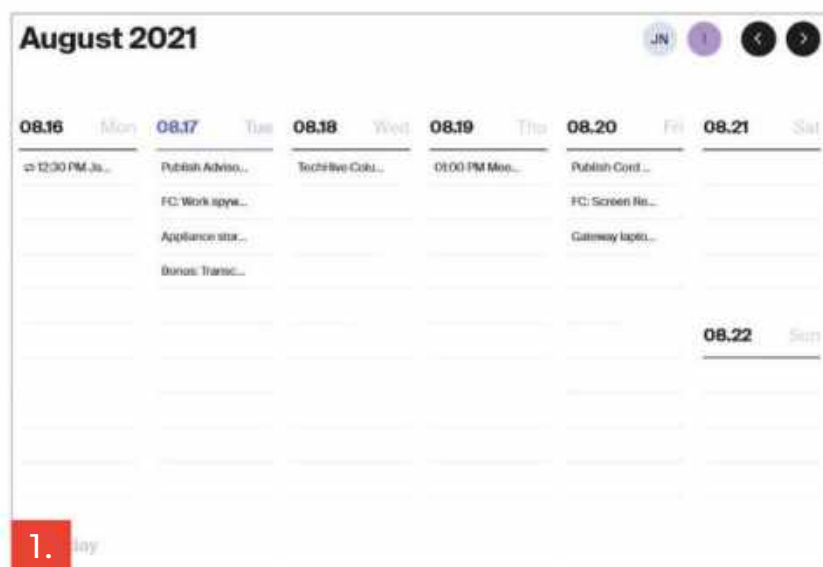 August 2021
JN
08.16 Mon 08.17 Tue 08.18 Wed 08.19 Thu 08.20 Fri 08.21 Sat
12:30 PM Ja... Publish Adviso... TechHive Colu... 01:00 PM Mee... Publish Cord ...
FC: Work spyw... FC: Screen Re...
Appliance stor... Gateway lapto...
Bonus: Transc...
08.22 Sun
1.